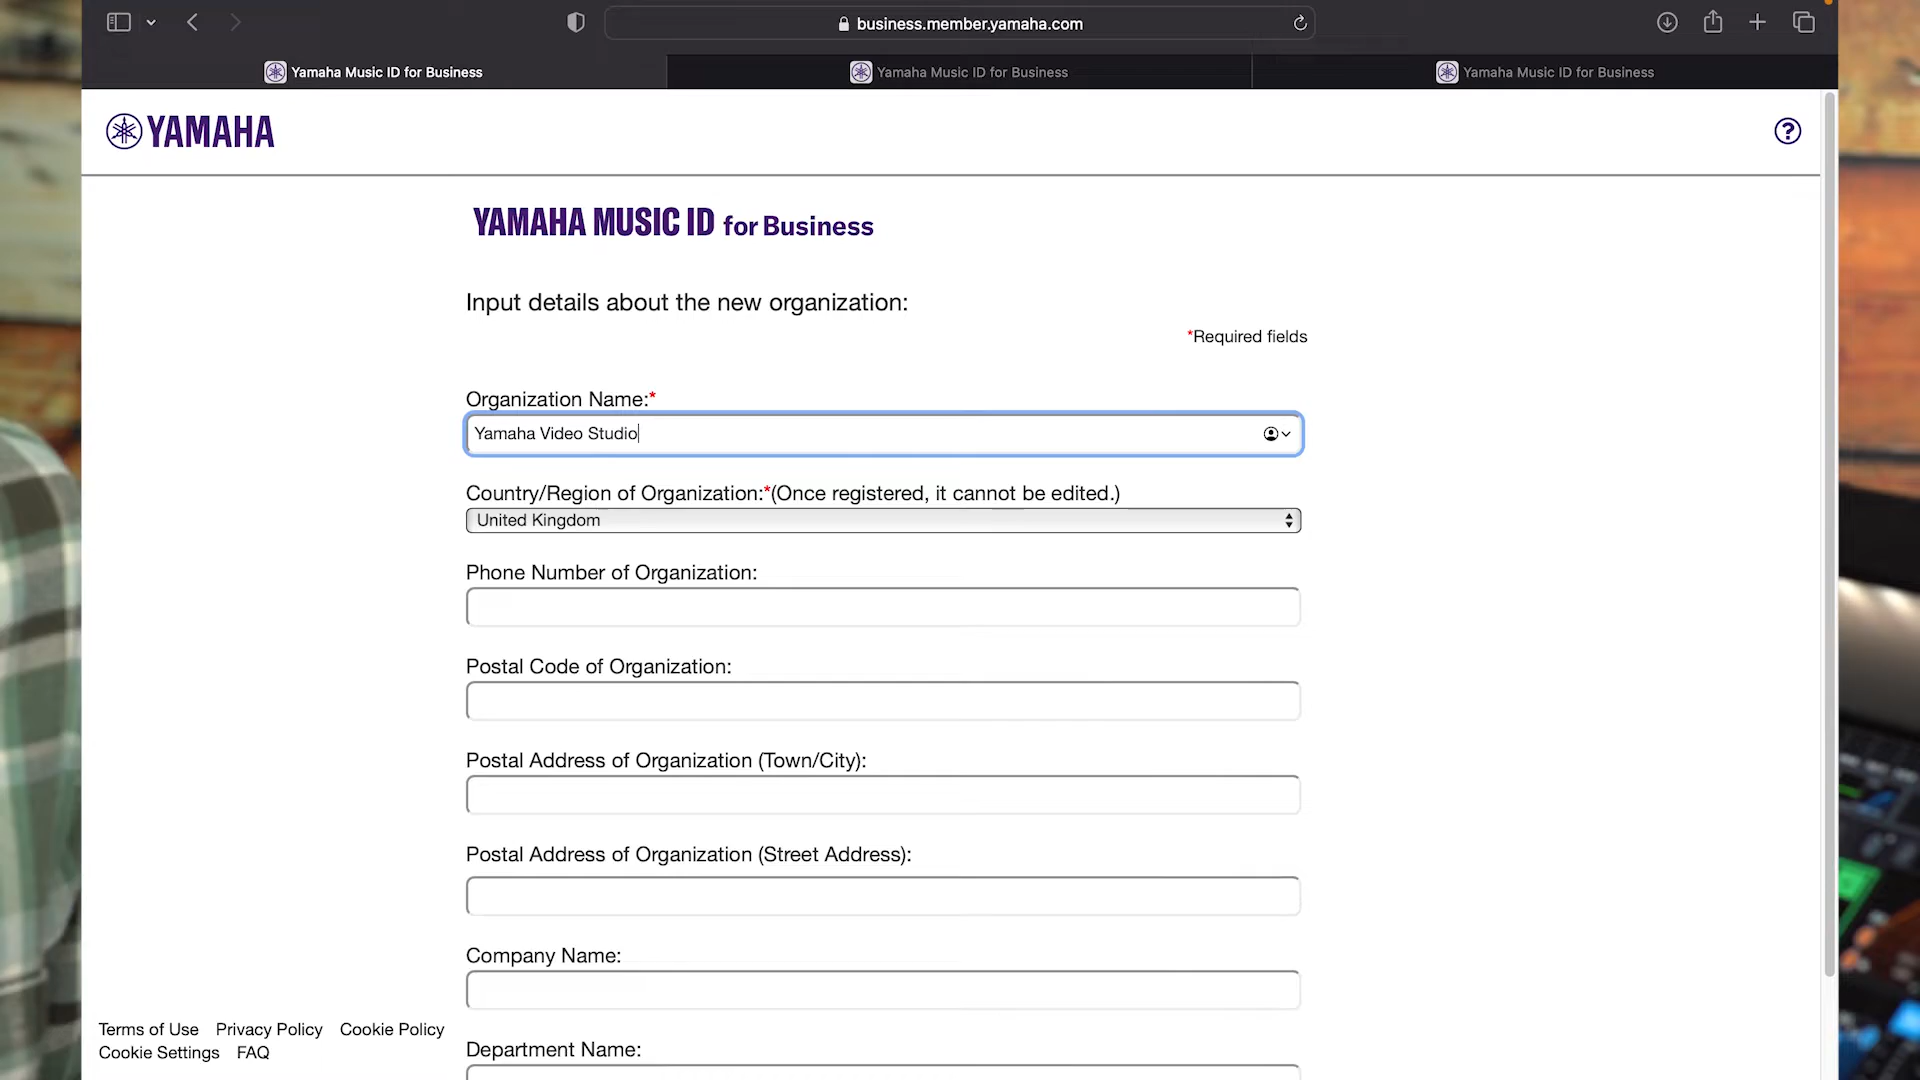 business.member.yamaha.com
Yamaha Music ID for Business
Yamaha Music ID for Business
Yamaha Music ID for Business
YAMAHA
?
YAMAHA MUSIC ID for Business
Input details about the new organization:
*Required fields
Organization Name:*
Yamaha Video Studio
Country/Region of Organization:*(Once registered, it cannot be edited.)
United Kingdom
Phone Number of Organization:
Postal Code of Organization:
Postal Address of Organization (Town/City):
Postal Address of Organization (Street Address):
Company Name:
Department Name:
Terms of Use Privacy Policy Cookie Policy
Cookie Settings FAQ